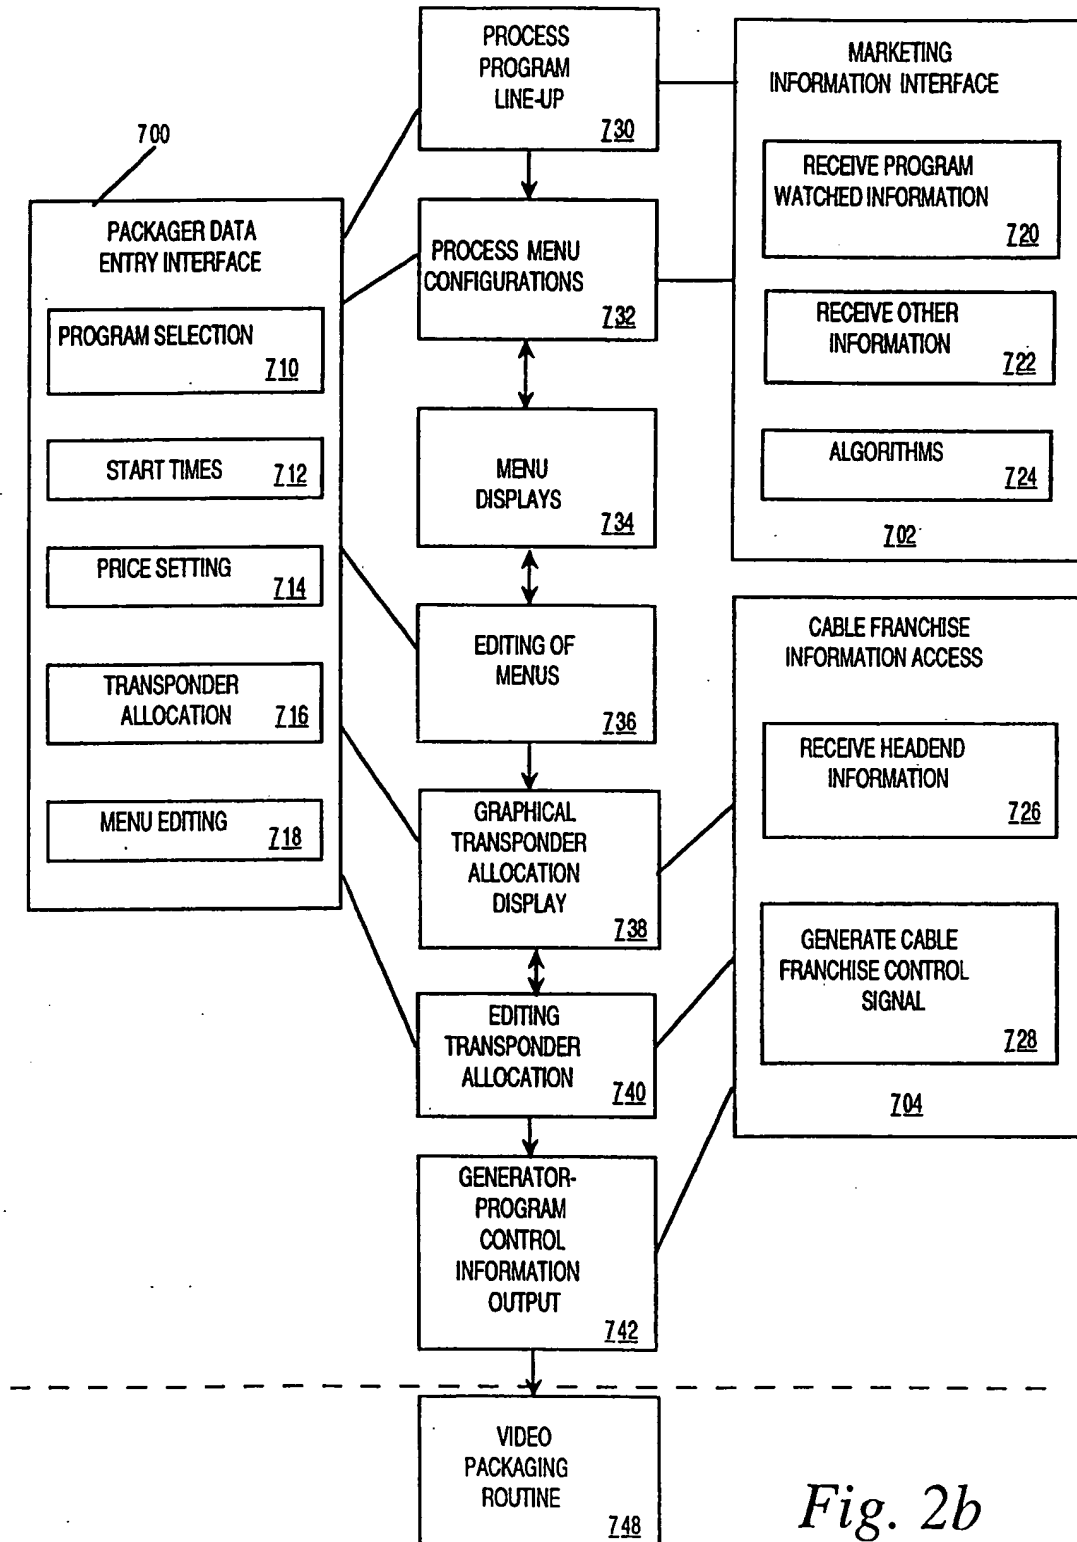 700
PACKAGER DATA
ENTRY INTERFACE
PROGRAM SELECTION
710
START TIMES 712
PRICE SETTING
714
TRANSPONDER
ALLOCATION 716
MENU EDITING
718
PROCESS
PROGRAM
LINE-UP
730
PROCESS MENU
CONFIGURATIONS
732
MENU
DISPLAYS
734
EDITING OF
MENUS
736
GRAPHICAL
TRANSPONDER
ALLOCATION
DISPLAY
738
EDITING
TRANSPONDER
ALLOCATION
740
GENERATOR-
PROGRAM
CONTROL
INFORMATION
OUTPUT
742
VIDEO
PACKAGING
ROUTINE
748
MARKETING
INFORMATION INTERFACE
RECEIVE PROGRAM
WATCHED INFORMATION
720
RECEIVE OTHER
INFORMATION
722
ALGORITHMS
724
702
CABLE FRANCHISE
INFORMATION ACCESS
RECEIVE HEADEND
INFORMATION
726
GENERATE CABLE
FRANCHISE CONTROL
SIGNAL
728
704
Fig. 2b